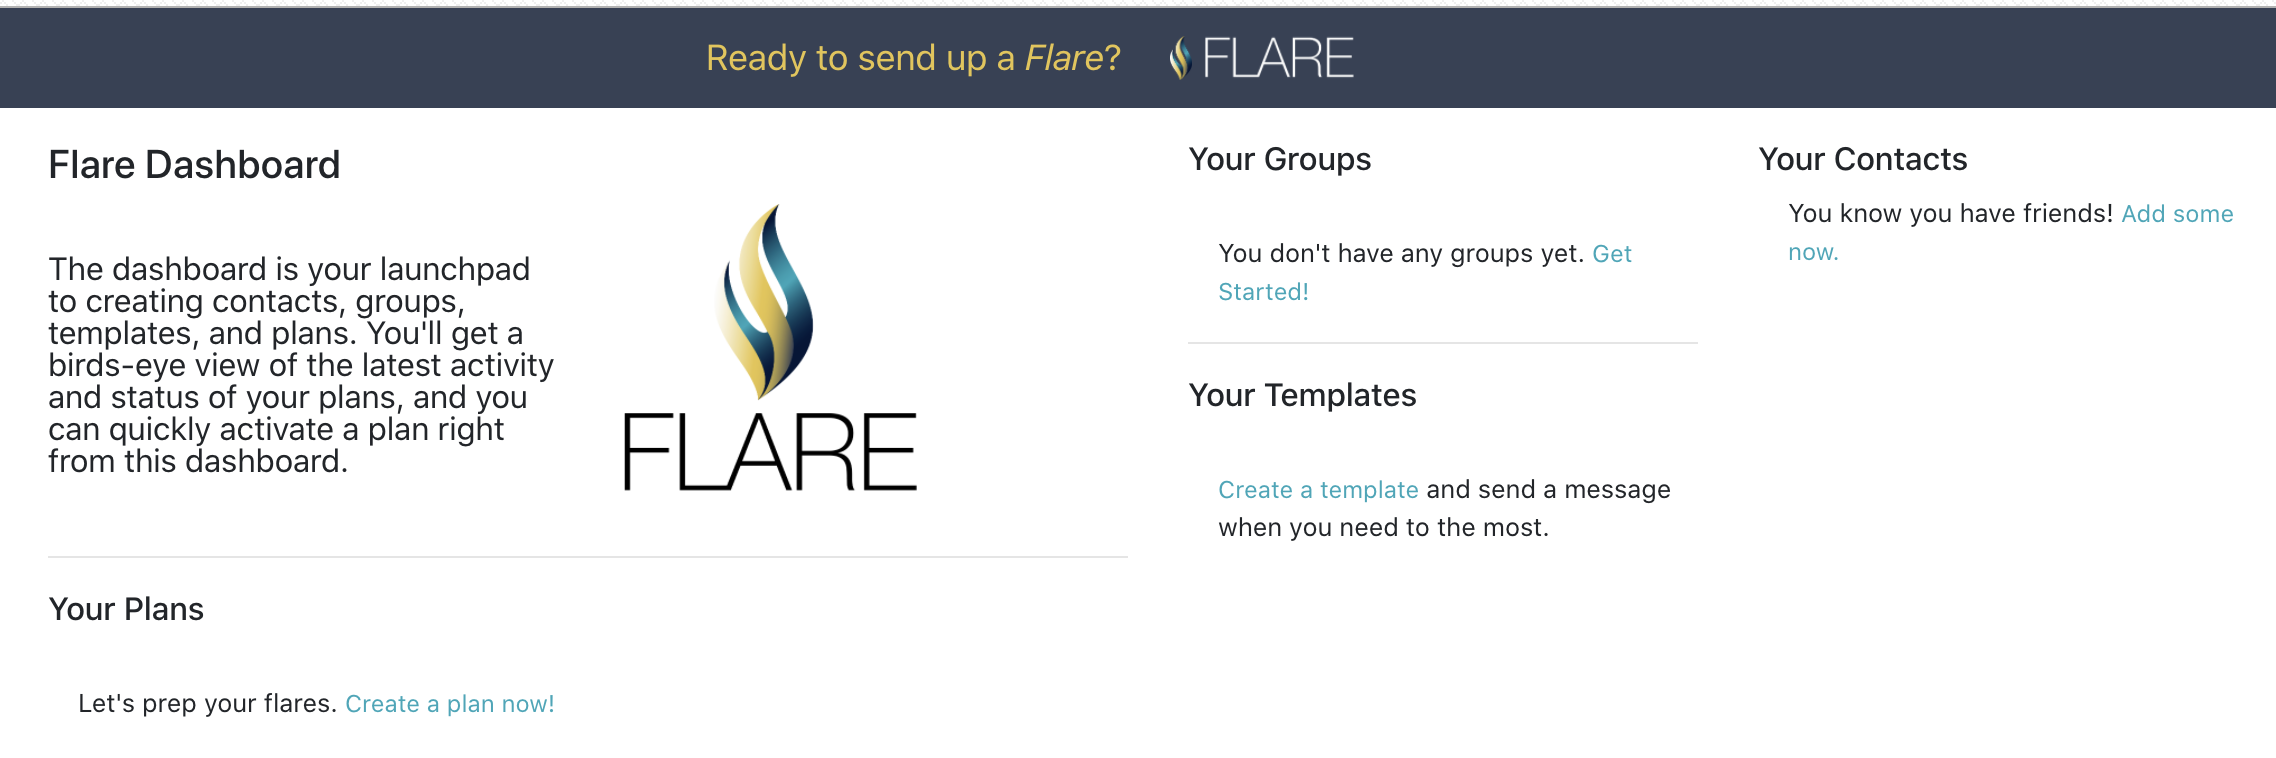 Ready to send up a Flare?
FLARE
Flare Dashboard
The dashboard is your launchpad
to creating contacts, groups,
templates, and plans. You'll get a
birds-eye view of the latest activity
and status of your plans, and you
can quickly activate a plan right
from this dashboard.
FLARE
Your Plans
Let's prep your flares. Create a plan now!
Your Groups
You don't have any groups yet. Get
Started!
Your Templates
Create a template and send a message
when you need to the most.
Your Contacts
You know you have friends! Add some
now.